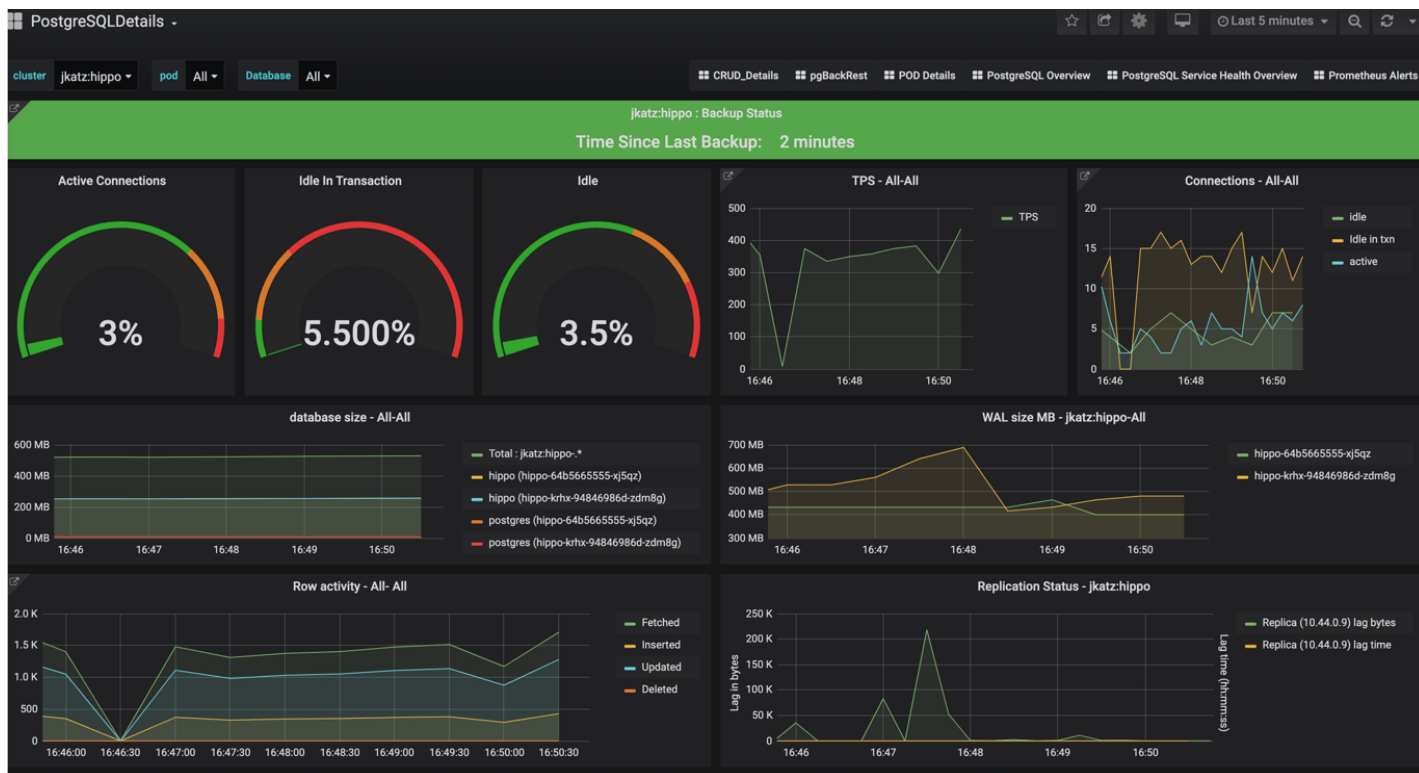 PostgreSQLDetails
Last 5 minutes
cluster jkatz:hippo pod All Database All
CRUD_Details pgBackRest POD Details PostgreSQL Overview PostgreSQL Service Health Overview Prometheus Alerts
jkatz:hippo : Backup Status
Time Since Last Backup: 2 minutes
Active Connections
3%
Idle In Transaction
5.500%
Idle
3.5%
TPS - All-All
500
400
300
200
100
0
16:46 16:48 16:50
TPS
Connections - All-All
20
15
10
5
0
16:46 16:48 16:50
idle
Idle in txn
active
database size - All-All
600 MB
400 MB
200 MB
0 MB
16:46 16:47 16:48 16:49 16:50
Total : jkatz:hippo-.*
hippo (hippo-64b5665555-xj5qz)
hippo (hippo-krhx-94846986d-zdm8g)
postgres (hippo-64b5665555-xj5qz)
postgres (hippo-krhx-94846986d-zdm8g)
WAL size MB - jkatz:hippo-All
700 MB
600 MB
500 MB
400 MB
300 MB
16:46 16:47 16:48 16:49 16:50
hippo-64b5665555-xj5qz
hippo-krhx-94846986d-zdm8g
Row activity - All- All
2.0 K
1.5 K
1.0 K
500
0
16:46:00 16:46:30 16:47:00 16:47:30 16:48:00 16:48:30 16:49:00 16:49:30 16:50:00 16:50:30
Fetched
Inserted
Updated
Deleted
Replication Status - jkatz:hippo
Lag in bytes
250 K
200 K
150 K
100 K
50 K
0
16:46 16:47 16:48 16:49 16:50
Lag time (hh:mm:ss)
Replica (10.44.0.9) lag bytes
Replica (10.44.0.9) lag time